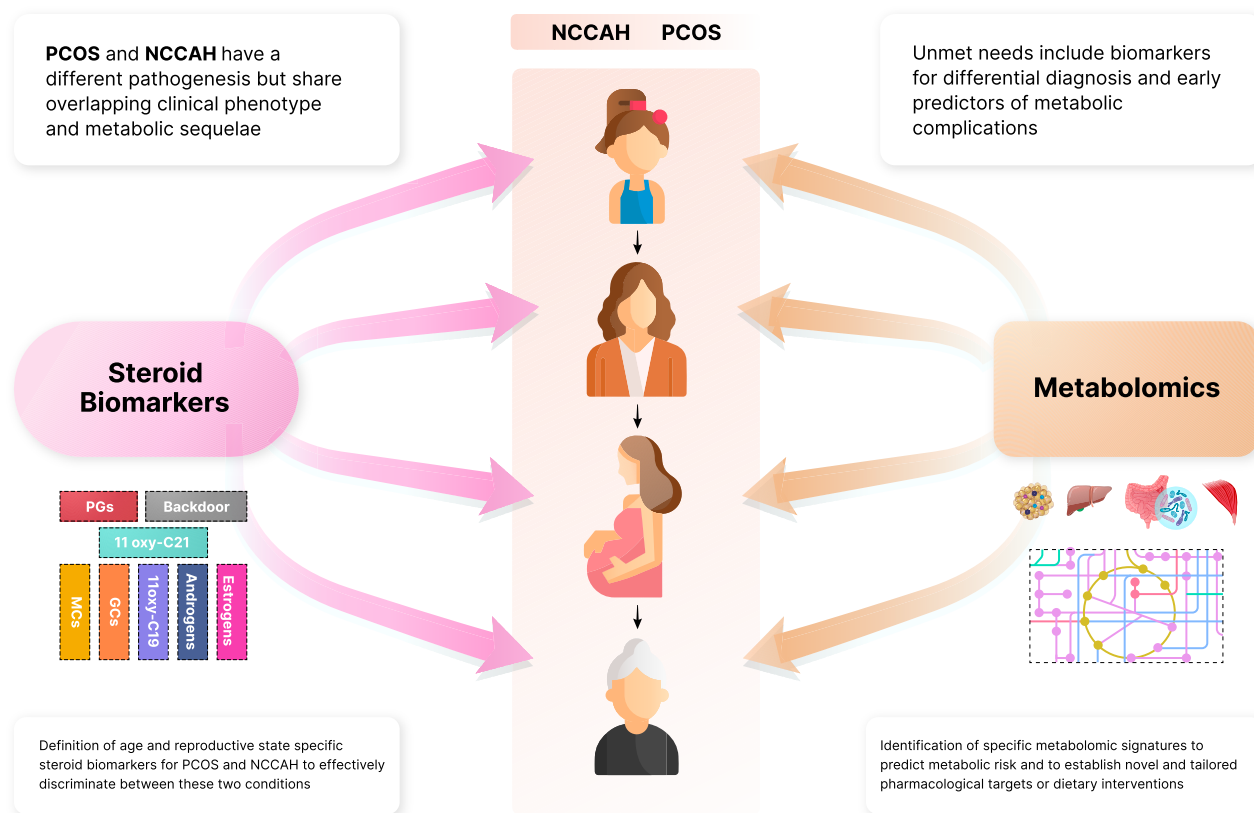 PCOS and NCCAH have a
different pathogenesis but share
overlapping clinical phenotype
and metabolic sequelae
NCCAH PCOS
Unmet needs include biomarkers
for differential diagnosis and early
predictors of metabolic
complications
Steroid
Biomarkers
Metabolomics
PGs
Backdoor
11 oxy-C21
MCs
GCs
11oxy-C19
Androgens
Estrogens
Definition of age and reproductive state specific
steroid biomarkers for PCOS and NCCAH to effectively
discriminate between these two conditions
Identification of specific metabolomic signatures to
predict metabolic risk and to establish novel and tailored
pharmacological targets or dietary interventions